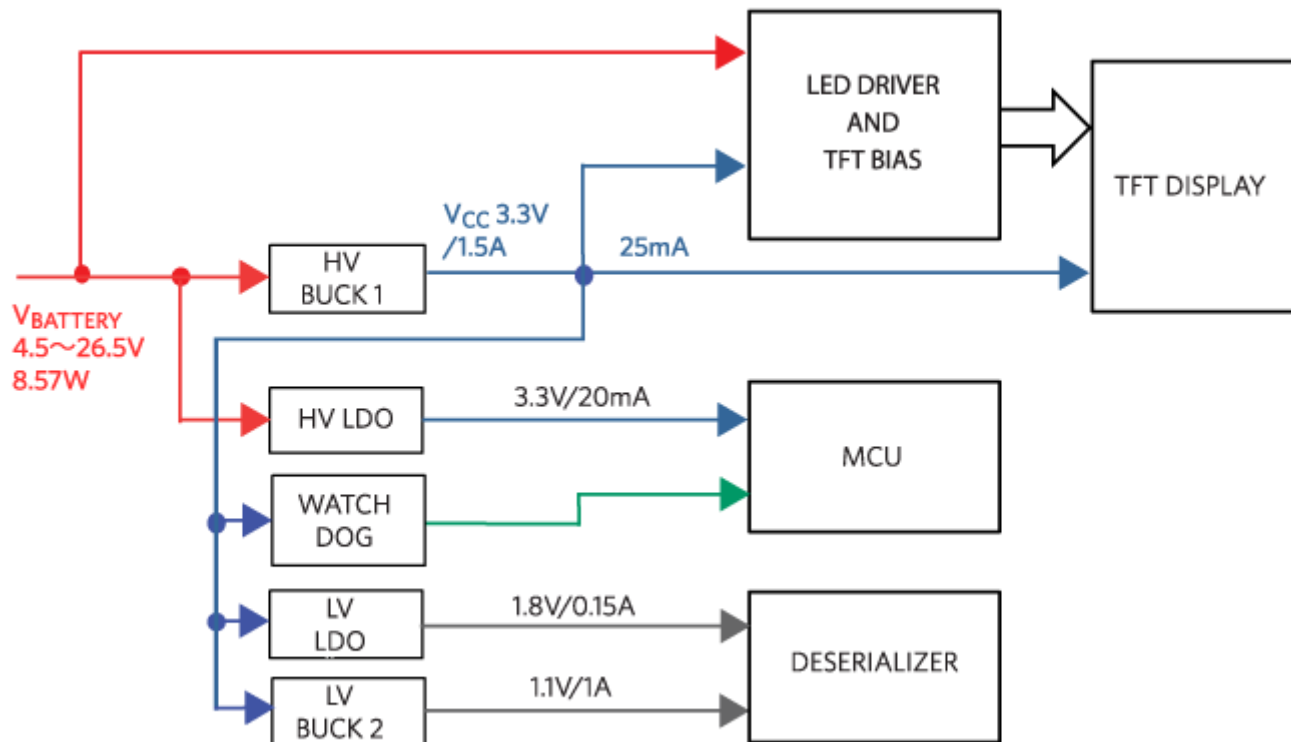 LED DRIVER
AND
TFT BIAS
TFT DISPLAY
VCC 3.3V
/1.5A
25mA
HV
BUCK 1
VBATTERY
4.5～26.5V
8.57W
HV LDO
3.3V/20mA
MCU
WATCH
DOG
LV
LDO
1.8V/0.15A
DESERIALIZER
LV
BUCK 2
1.1V/1A